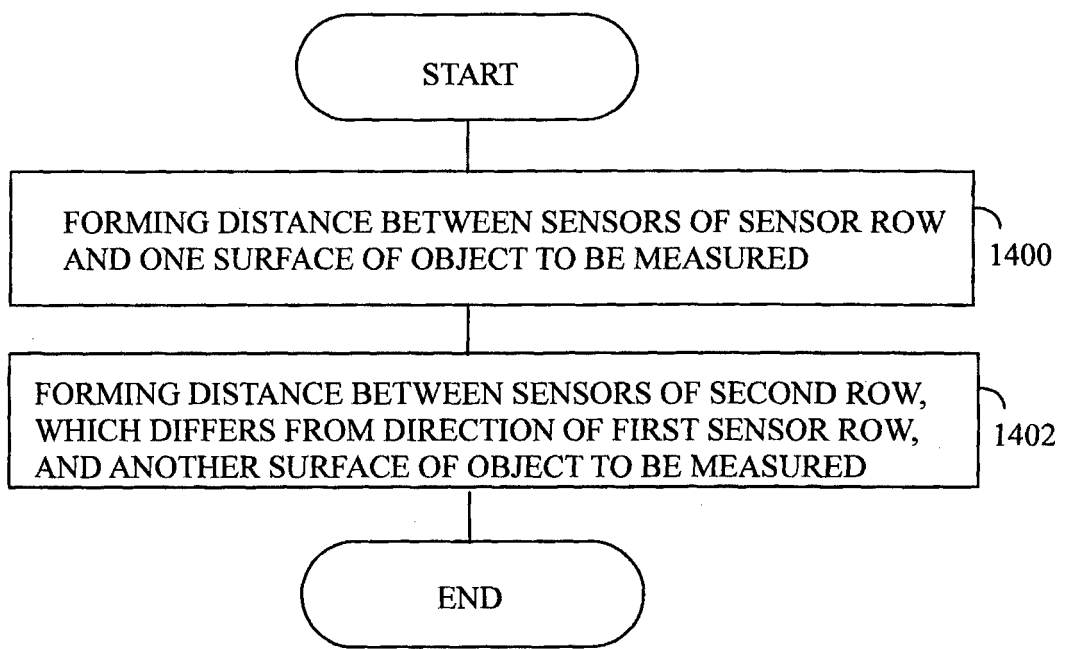 START
FORMING DISTANCE BETWEEN SENSORS OF SENSOR ROW
AND ONE SURFACE OF OBJECT TO BE MEASURED
1400
FORMING DISTANCE BETWEEN SENSORS OF SECOND ROW,
WHICH DIFFERS FROM DIRECTION OF FIRST SENSOR ROW,
AND ANOTHER SURFACE OF OBJECT TO BE MEASURED
1402
END